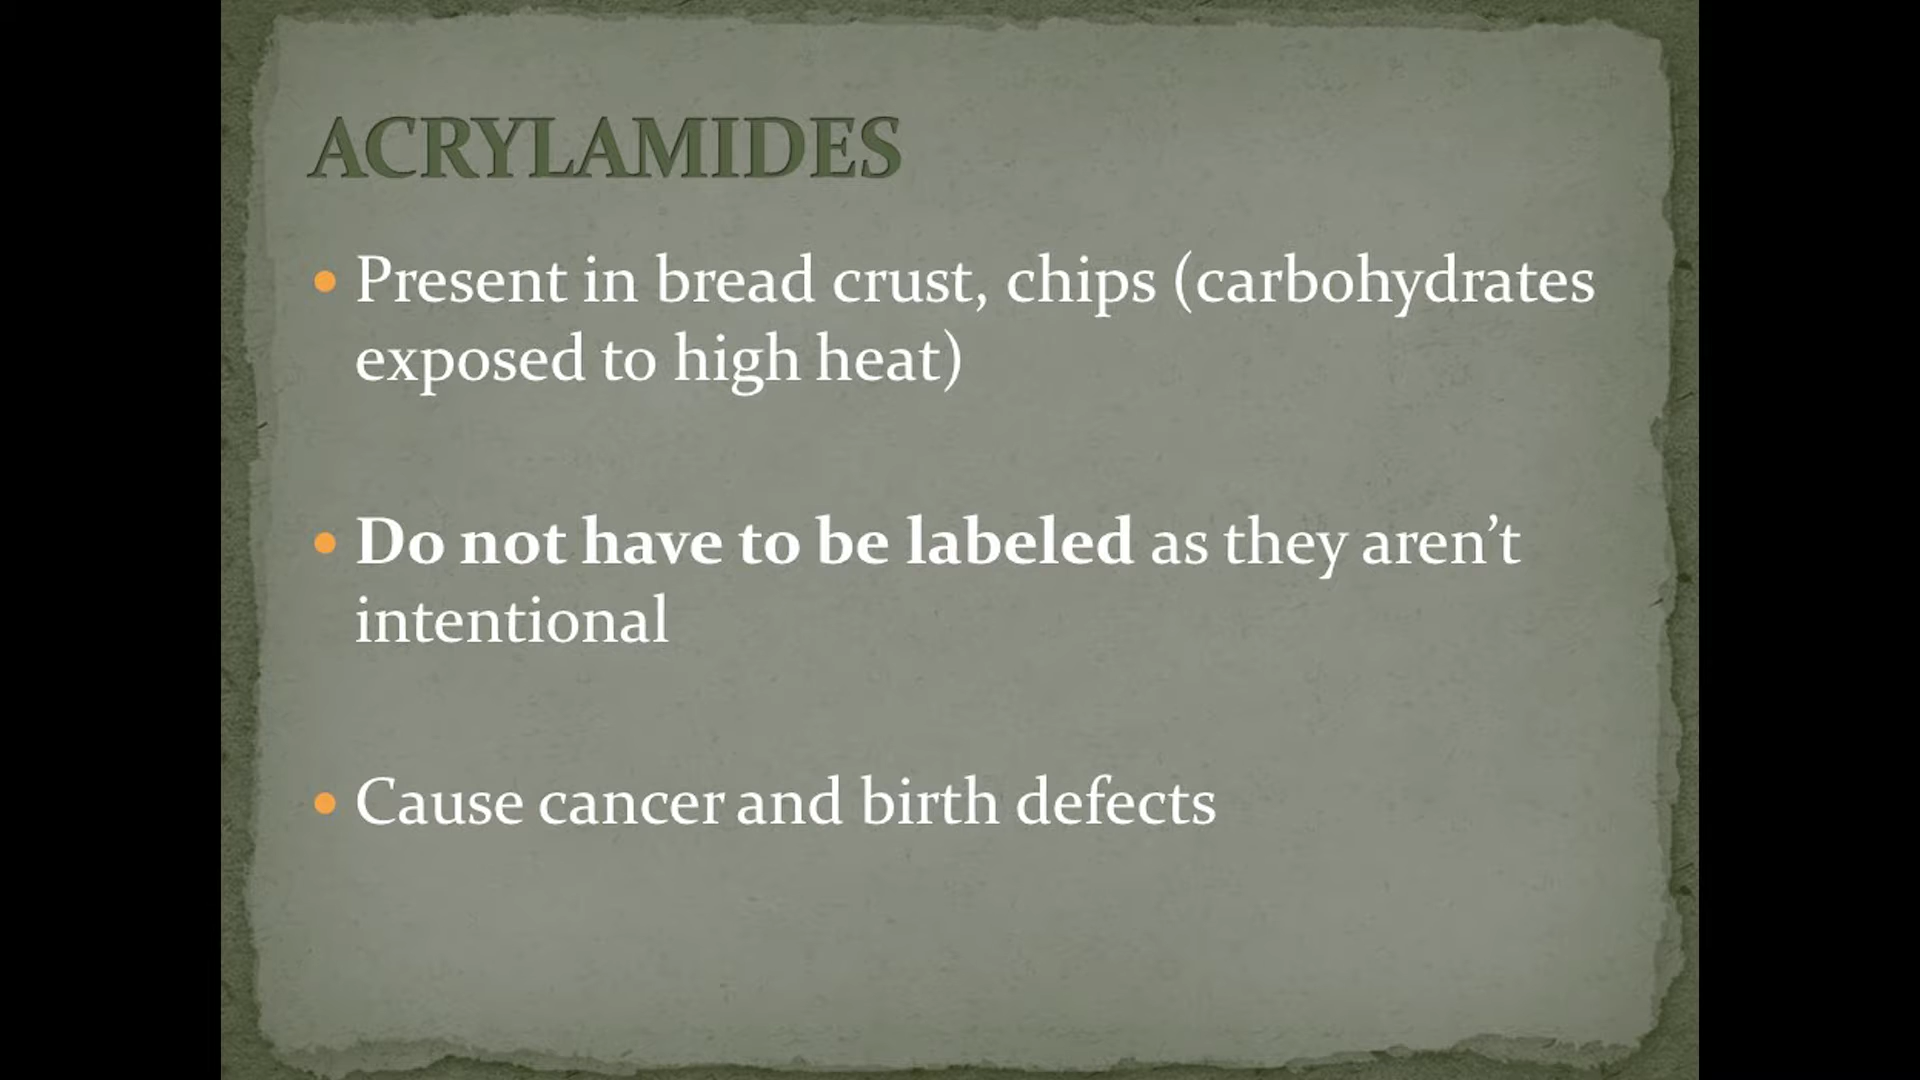 ACRYLAMIDES
• Present in bread crust, chips (carbohydrates
exposed to high heat)
• Do not have to be labeled as they aren’t
intentional
• Cause cancer and birth defects